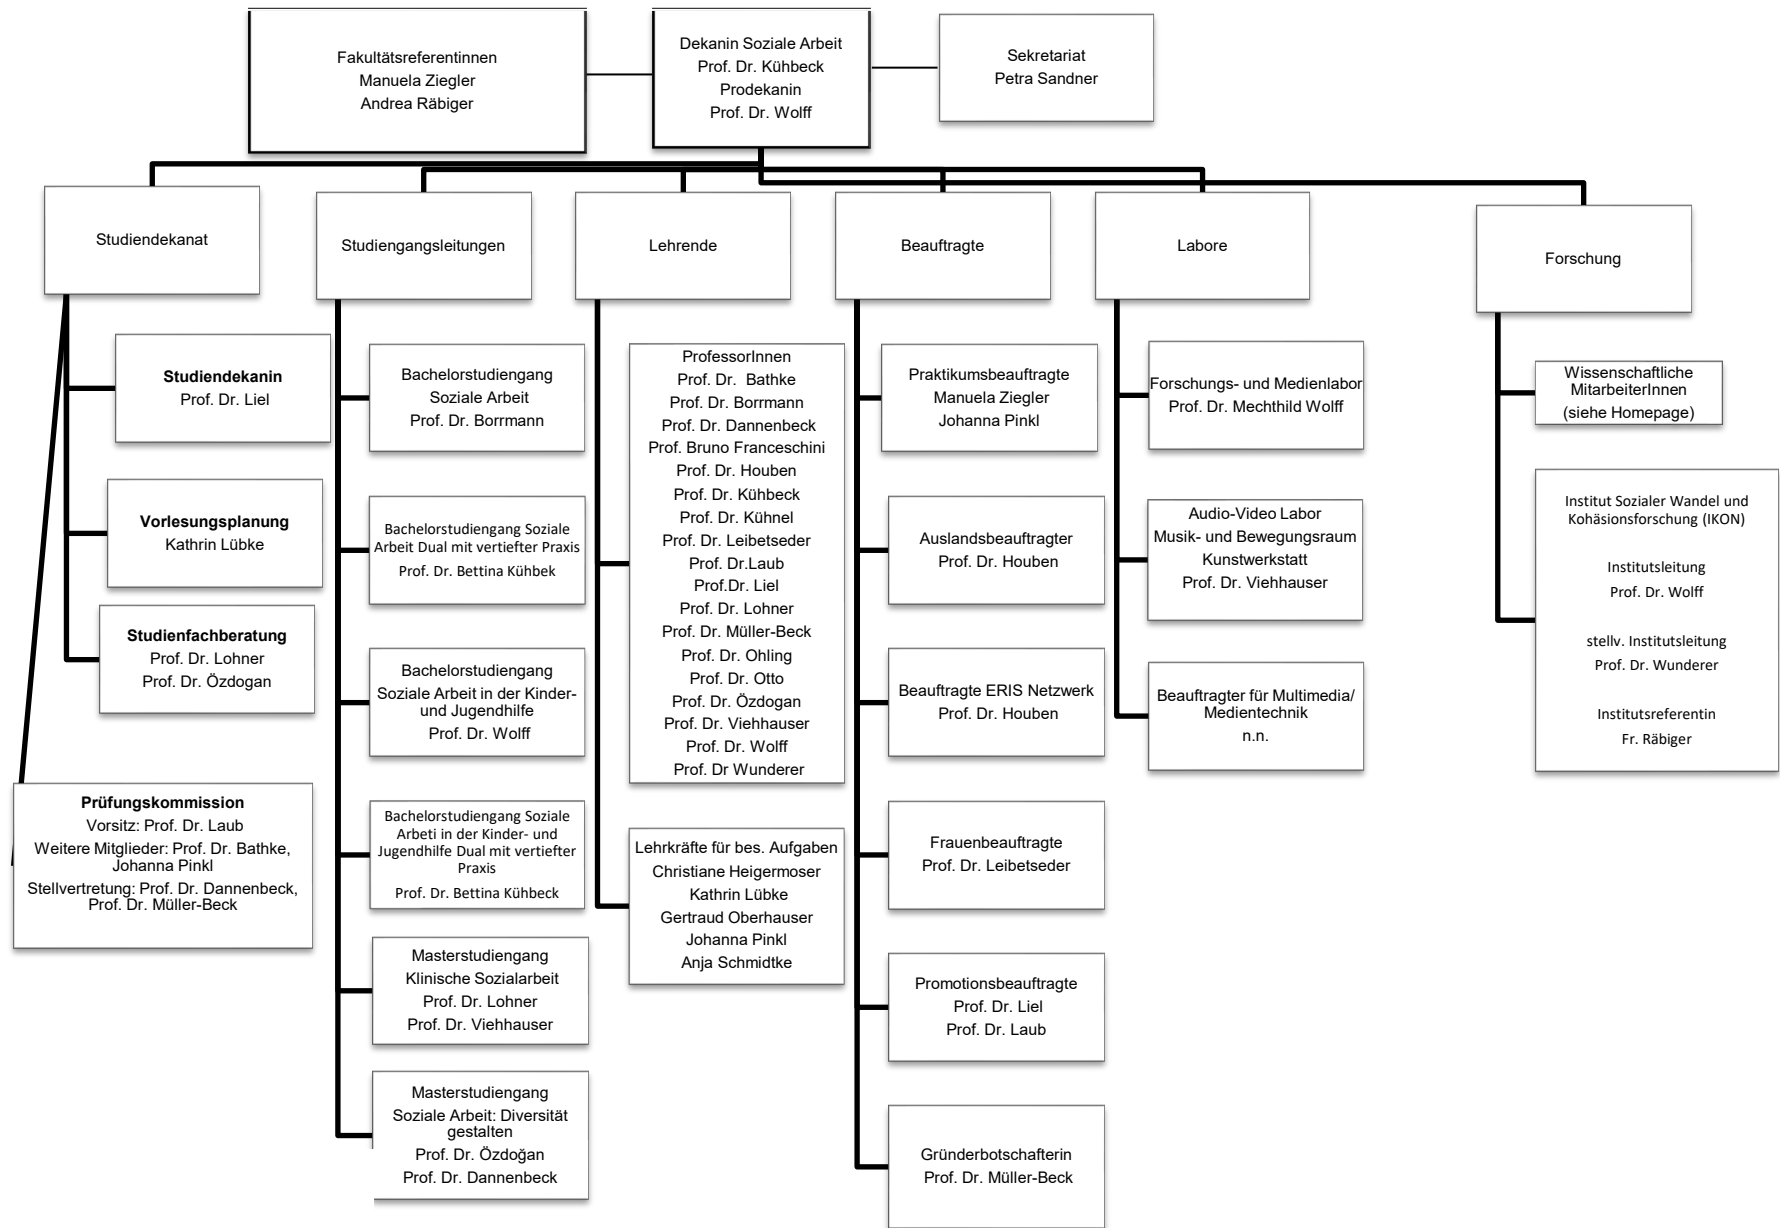 Fakultätsreferentinnen
Manuela Ziegler
Andrea Räbiger
Dekanin Soziale Arbeit
Prof. Dr. Kühbeck
Prodekanin
Prof. Dr. Wolff
Sekretariat
Petra Sandner
Studiendekanat
Studiendekanin
Prof. Dr. Liel
Vorlesungsplanung
Kathrin Lübke
Studienfachberatung
Prof. Dr. Lohner
Prof. Dr. Özdogan
Prüfungskommission
Vorsitz: Prof. Dr. Laub
Weitere Mitglieder: Prof. Dr. Bathke,
Johanna Pinkl
Stellvertretung: Prof. Dr. Dannenbeck,
Prof. Dr. Müller-Beck
Studiengangsleitungen
Bachelorstudiengang
Soziale Arbeit
Prof. Dr. Borrmann
Bachelorstudiengang Soziale
Arbeit Dual mit vertiefter Praxis
Prof. Dr. Bettina Kühbek
Bachelorstudiengang
Soziale Arbeit in der Kinder-
und Jugendhilfe
Prof. Dr. Wolff
Bachelorstudiengang Soziale
Arbeti in der Kinder- und
Jugendhilfe Dual mit vertiefter
Praxis
Prof. Dr. Bettina Kühbeck
Masterstudiengang
Klinische Sozialarbeit
Prof. Dr. Lohner
Prof. Dr. Viehhauser
Masterstudiengang
Soziale Arbeit: Diversität
gestalten
Prof. Dr. Özdoğan
Prof. Dr. Dannenbeck
Lehrende
ProfessorInnen
Prof. Dr. Bathke
Prof. Dr. Borrmann
Prof. Dr. Dannenbeck
Prof. Bruno Franceschini
Prof. Dr. Houben
Prof. Dr. Kühbeck
Prof. Dr. Kühnel
Prof. Dr. Leibetseder
Prof. Dr.Laub
Prof.Dr. Liel
Prof. Dr. Lohner
Prof. Dr. Müller-Beck
Prof. Dr. Ohling
Prof. Dr. Otto
Prof. Dr. Özdogan
Prof. Dr. Viehhauser
Prof. Dr. Wolff
Prof. Dr Wunderer
Lehrkräfte für bes. Aufgaben
Christiane Heigermoser
Kathrin Lübke
Gertraud Oberhauser
Johanna Pinkl
Anja Schmidtke
Beauftragte
Praktikumsbeauftragte
Manuela Ziegler
Johanna Pinkl
Auslandsbeauftragter
Prof. Dr. Houben
Beauftragte ERIS Netzwerk
Prof. Dr. Houben
Frauenbeauftragte
Prof. Dr. Leibetseder
Promotionsbeauftragte
Prof. Dr. Liel
Prof. Dr. Laub
Gründerbotschafterin
Prof. Dr. Müller-Beck
Labore
Forschungs- und Medienlabor
Prof. Dr. Mechthild Wolff
Audio-Video Labor
Musik- und Bewegungsraum
Kunstwerkstatt
Prof. Dr. Viehhauser
Beauftragter für Multimedia/
Medientechnik
n.n.
Forschung
Wissenschaftliche
MitarbeiterInnen
(siehe Homepage)
Institut Sozialer Wandel und
Kohäsionsforschung (IKON)
Institutsleitung
Prof. Dr. Wolff
stellv. Institutsleitung
Prof. Dr. Wunderer
Institutsreferentin
Fr. Räbiger